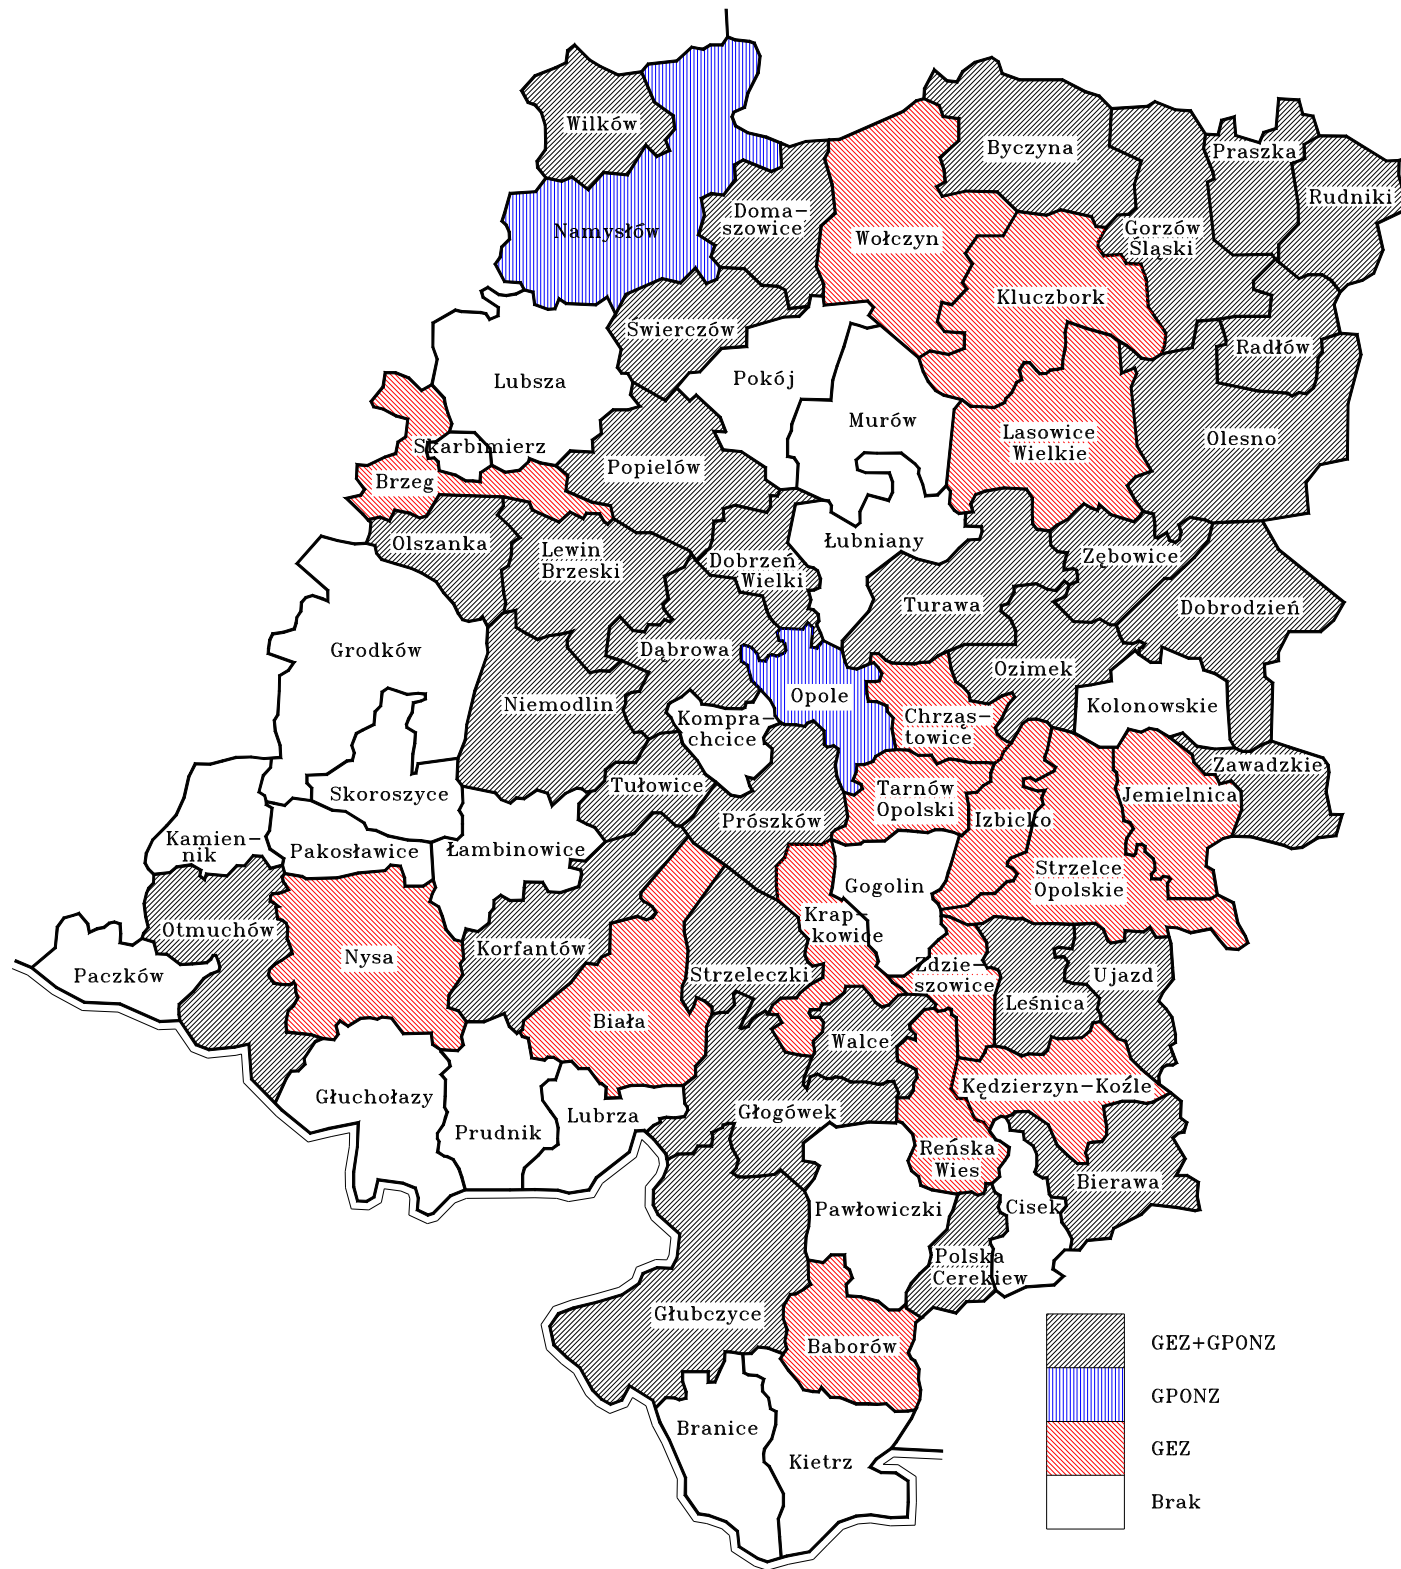 Wilków
Byczyna
Praszka
Rudniki
Doma-
szowice
Namysłów
Wołczyn
Gorzów
Śląski
Kluczbork
Świerczów
Radłów
Lubsza
Pokój
Murów
Lasowice
Wielkie
Olesno
Skarbimierz
Popielów
Brzeg
Olszanka
Lewin
Brzeski
Dobrzeń
Wielki
Łubniany
Zębowice
Turawa
Dobrodzień
Grodków
Dąbrowa
Ozimek
Niemodlin
Opole
Kompra-
chcice
Chrząs-
towice
Kolonowskie
Zawadzkie
Skoroszyce
Tułowice
Tarnów
Opolski
Jemielnica
Prószków
Izbicko
Kamien-
nik
Pakosławice
Łambinowice
Strzelce
Opolskie
Gogolin
Otmuchów
Krap-
kowice
Nysa
Korfantów
Paczków
Strzeleczki
Zdzie-
szowice
Ujazd
Leśnica
Biała
Walce
Głuchołazy
Kędzierzyn-Koźle
Lubrza
Głogówek
Prudnik
Reńska
Wies
Bierawa
Pawłowiczki
Cisek
Polska
Cerekiew
Głubczyce
Baborów
Branice
Kietrz
GEZ+GPONZ
GPONZ
GEZ
Brak